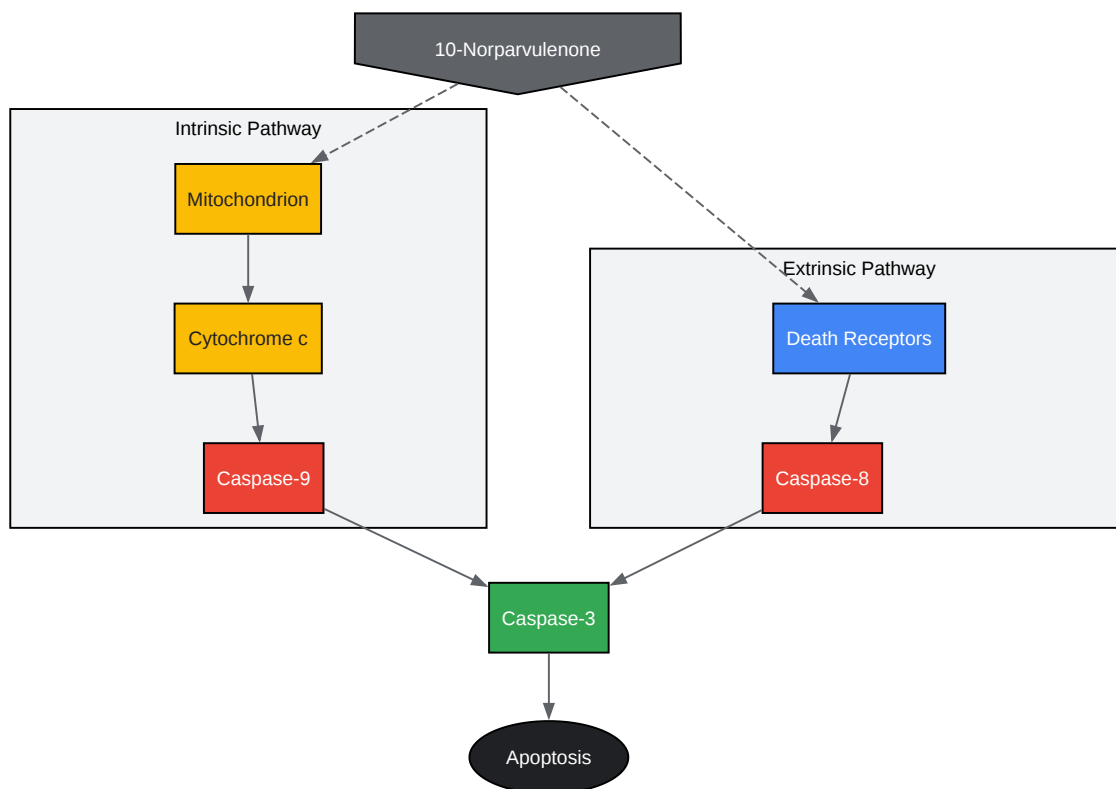 10-Norparvulenone
Intrinsic Pathway
Mitochondrion
Cytochrome c
Caspase-9
Extrinsic Pathway
Death Receptors
Caspase-8
Caspase-3
Apoptosis